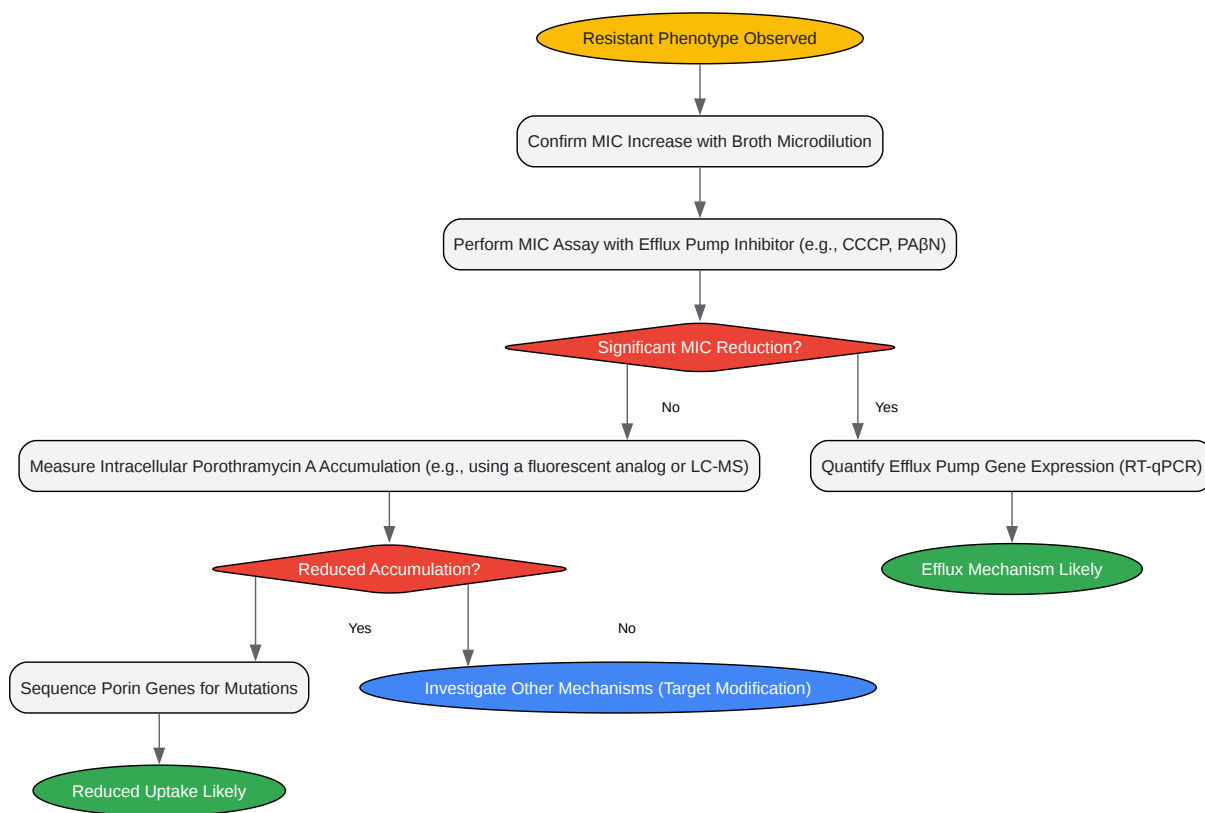 Resistant Phenotype Observed
Confirm MIC Increase with Broth Microdilution
Perform MIC Assay with Efflux Pump Inhibitor (e.g., CCCP, PAβN)
Significant MIC Reduction?
No
Yes
Measure Intracellular Porothramycin A Accumulation (e.g., using a fluorescent analog or LC-MS)
Quantify Efflux Pump Gene Expression (RT-qPCR)
Reduced Accumulation?
Efflux Mechanism Likely
Yes
No
Sequence Porin Genes for Mutations
Investigate Other Mechanisms (Target Modification)
Reduced Uptake Likely